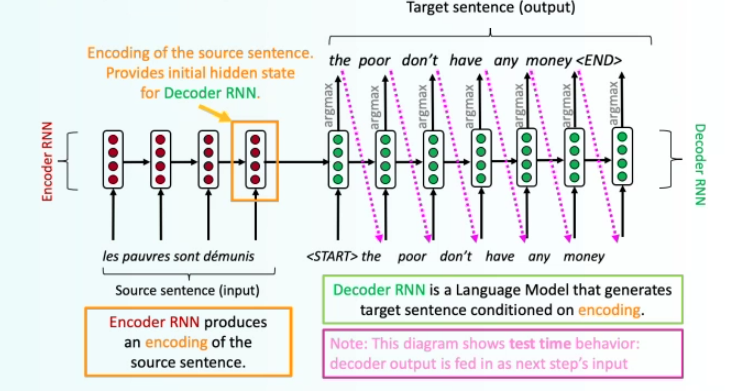 Target sentence (output)
Encoding of the source sentence.
Provides initial hidden state
for Decoder RNN.
the poor don't have any money <END>
argmax
argmax
argmax
argmax
argmax
argmax
argmax
Encoder RNN
Decoder RNN
les pauvres sont démunis
<START> the poor don't have any money
Source sentence (input)
Encoder RNN produces
an encoding of the
source sentence.
Decoder RNN is a Language Model that generates
target sentence conditioned on encoding.
Note: This diagram shows test time behavior:
decoder output is fed in as next step's input